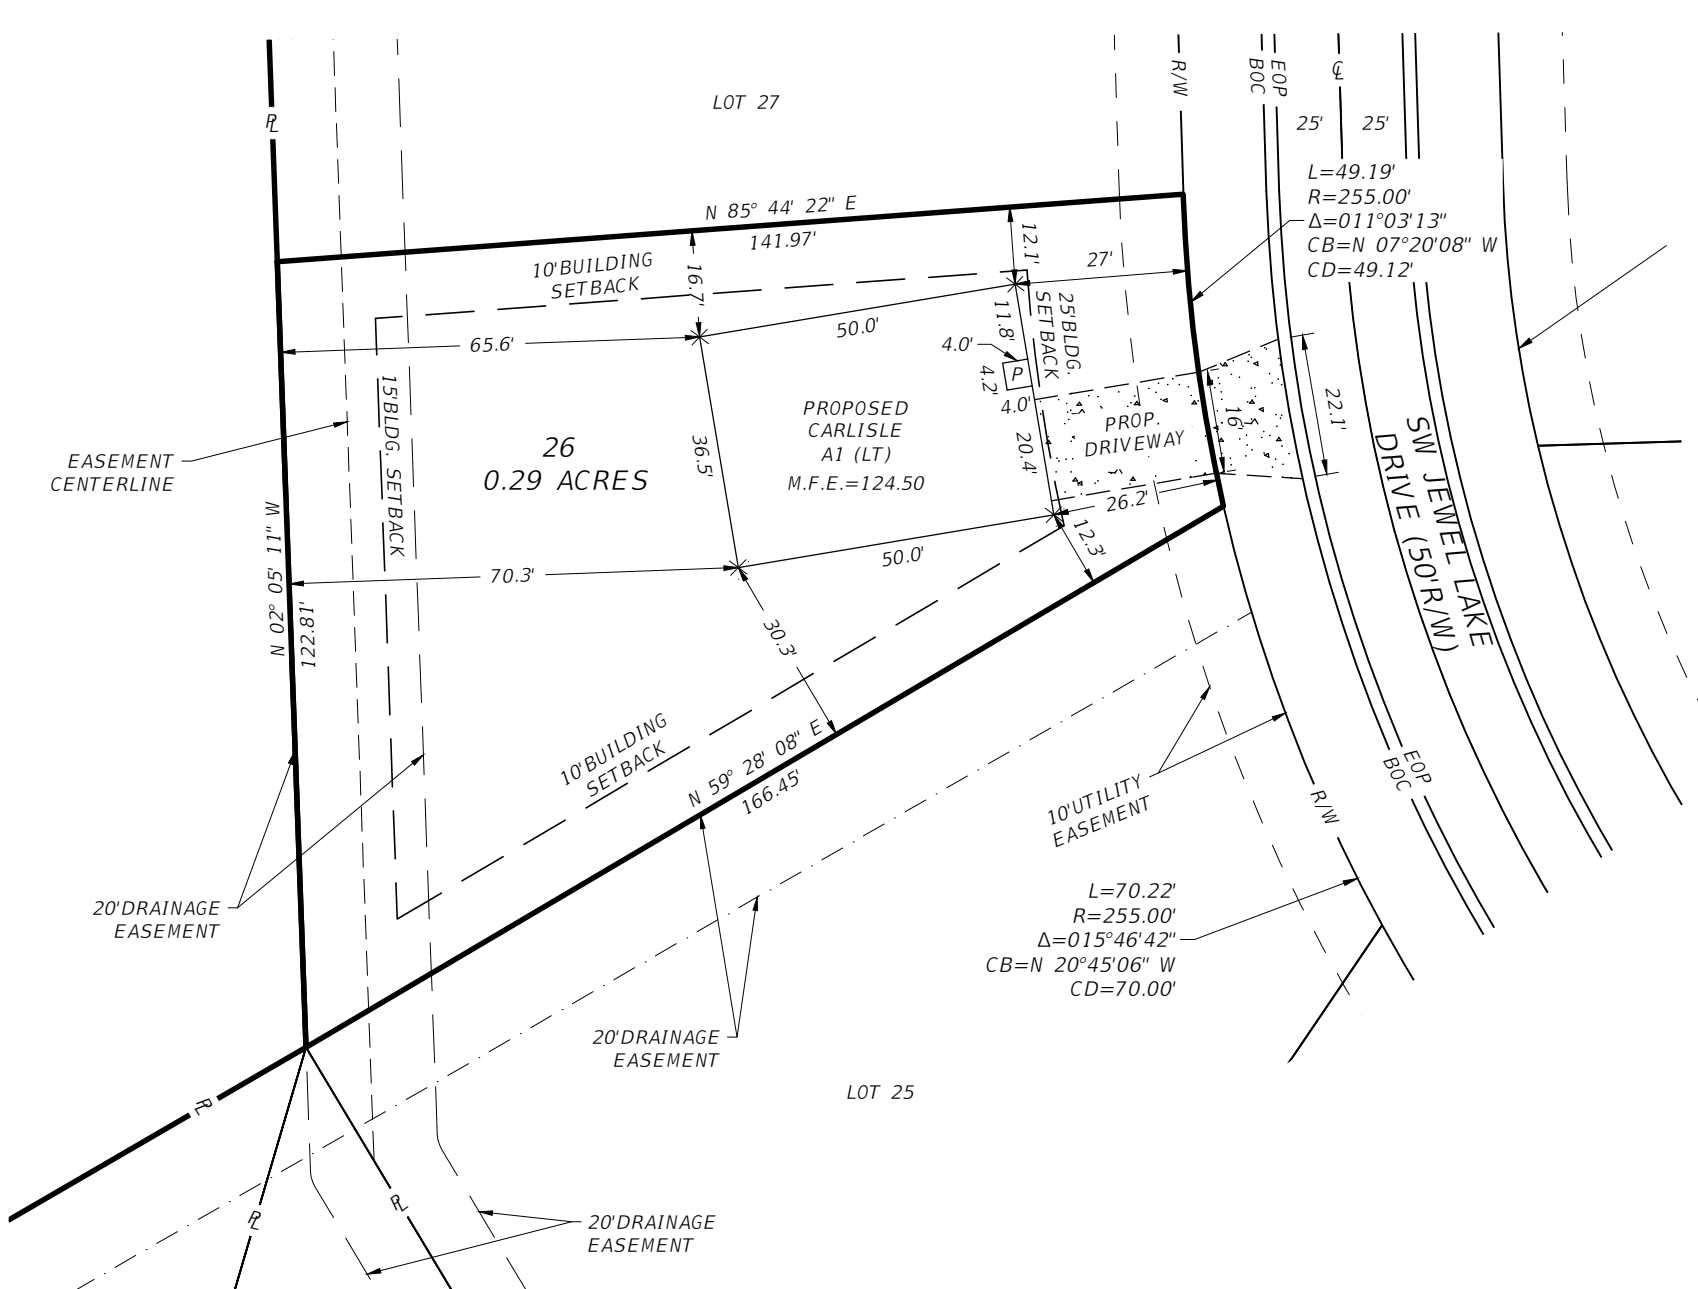 LOT 27
R/W
BOC
EOP
℄
25'
25'
℄
PL
L=49.19'
R=255.00'
Δ=011°03'13"
CB=N 07°20'08" W
CD=49.12'
N 85° 44' 22" E
141.97'
10'BUILDING
SETBACK
16.7'
12.1'
27'
65.6'
50.0'
11.8'
25'BLDG.
SETBACK
4.0'
P
4.2'
4.0'
15'BLDG. SETBACK
EASEMENT
CENTERLINE
26
0.29 ACRES
36.5'
PROPOSED
CARLISLE
A1 (LT)
M.F.E.=124.50
20.4'
PROP.
DRIVEWAY
16'
22.1'
26.2'
SW JEWEL LAKE
DRIVE (50'R/W)
N 02° 05' 11" W
122.81'
70.3'
50.0'
12.3'
30.3'
10'BUILDING
SETBACK
N 59° 28' 08" E
166.45'
10'UTILITY
EASEMENT
R/W
BOC
EOP
20'DRAINAGE
EASEMENT
L=70.22'
R=255.00'
Δ=015°46'42"
CB=N 20°45'06" W
CD=70.00'
20'DRAINAGE
EASEMENT
LOT 25
PL
PL
PL
20'DRAINAGE
EASEMENT